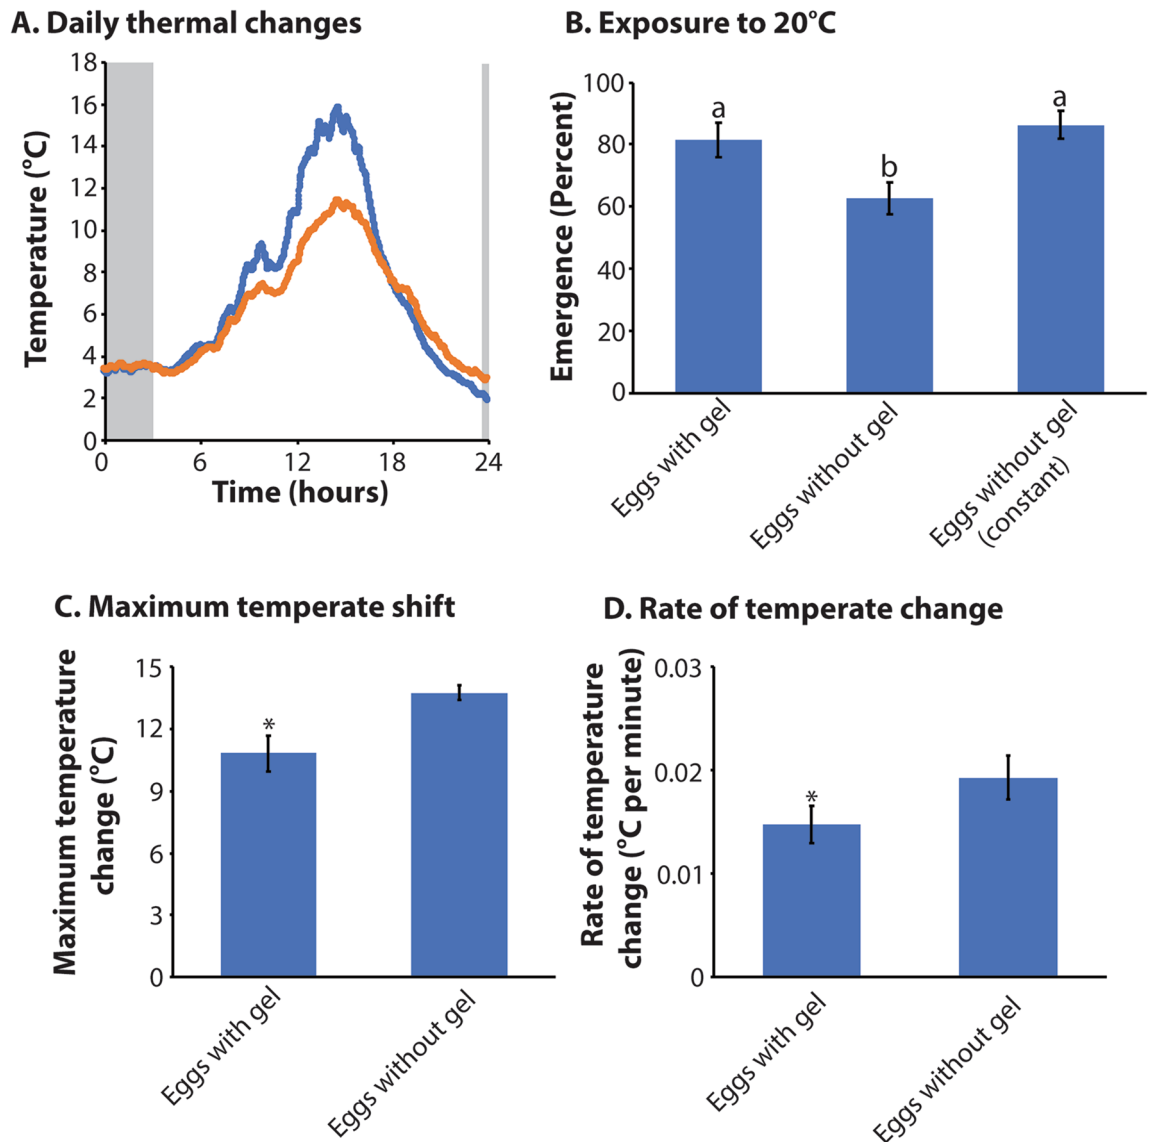 A. Daily thermal changes
18
16
14
12
10
8
6
4
2
0
Temperature (°C)
0 6 12 18 24
Time (hours)
B. Exposure to 20°C
100
80
60
40
20
0
Emergence (Percent)
a
b
a
Eggs with gel
Eggs without gel
Eggs without gel
(constant)
C. Maximum temperate shift
15
12
9
6
3
0
Maximum temperature
change (°C)
*
Eggs with gel
Eggs without gel
D. Rate of temperate change
0.03
0.02
0.01
0
Rate of temperature
change (°C per minute)
*
Eggs with gel
Eggs without gel